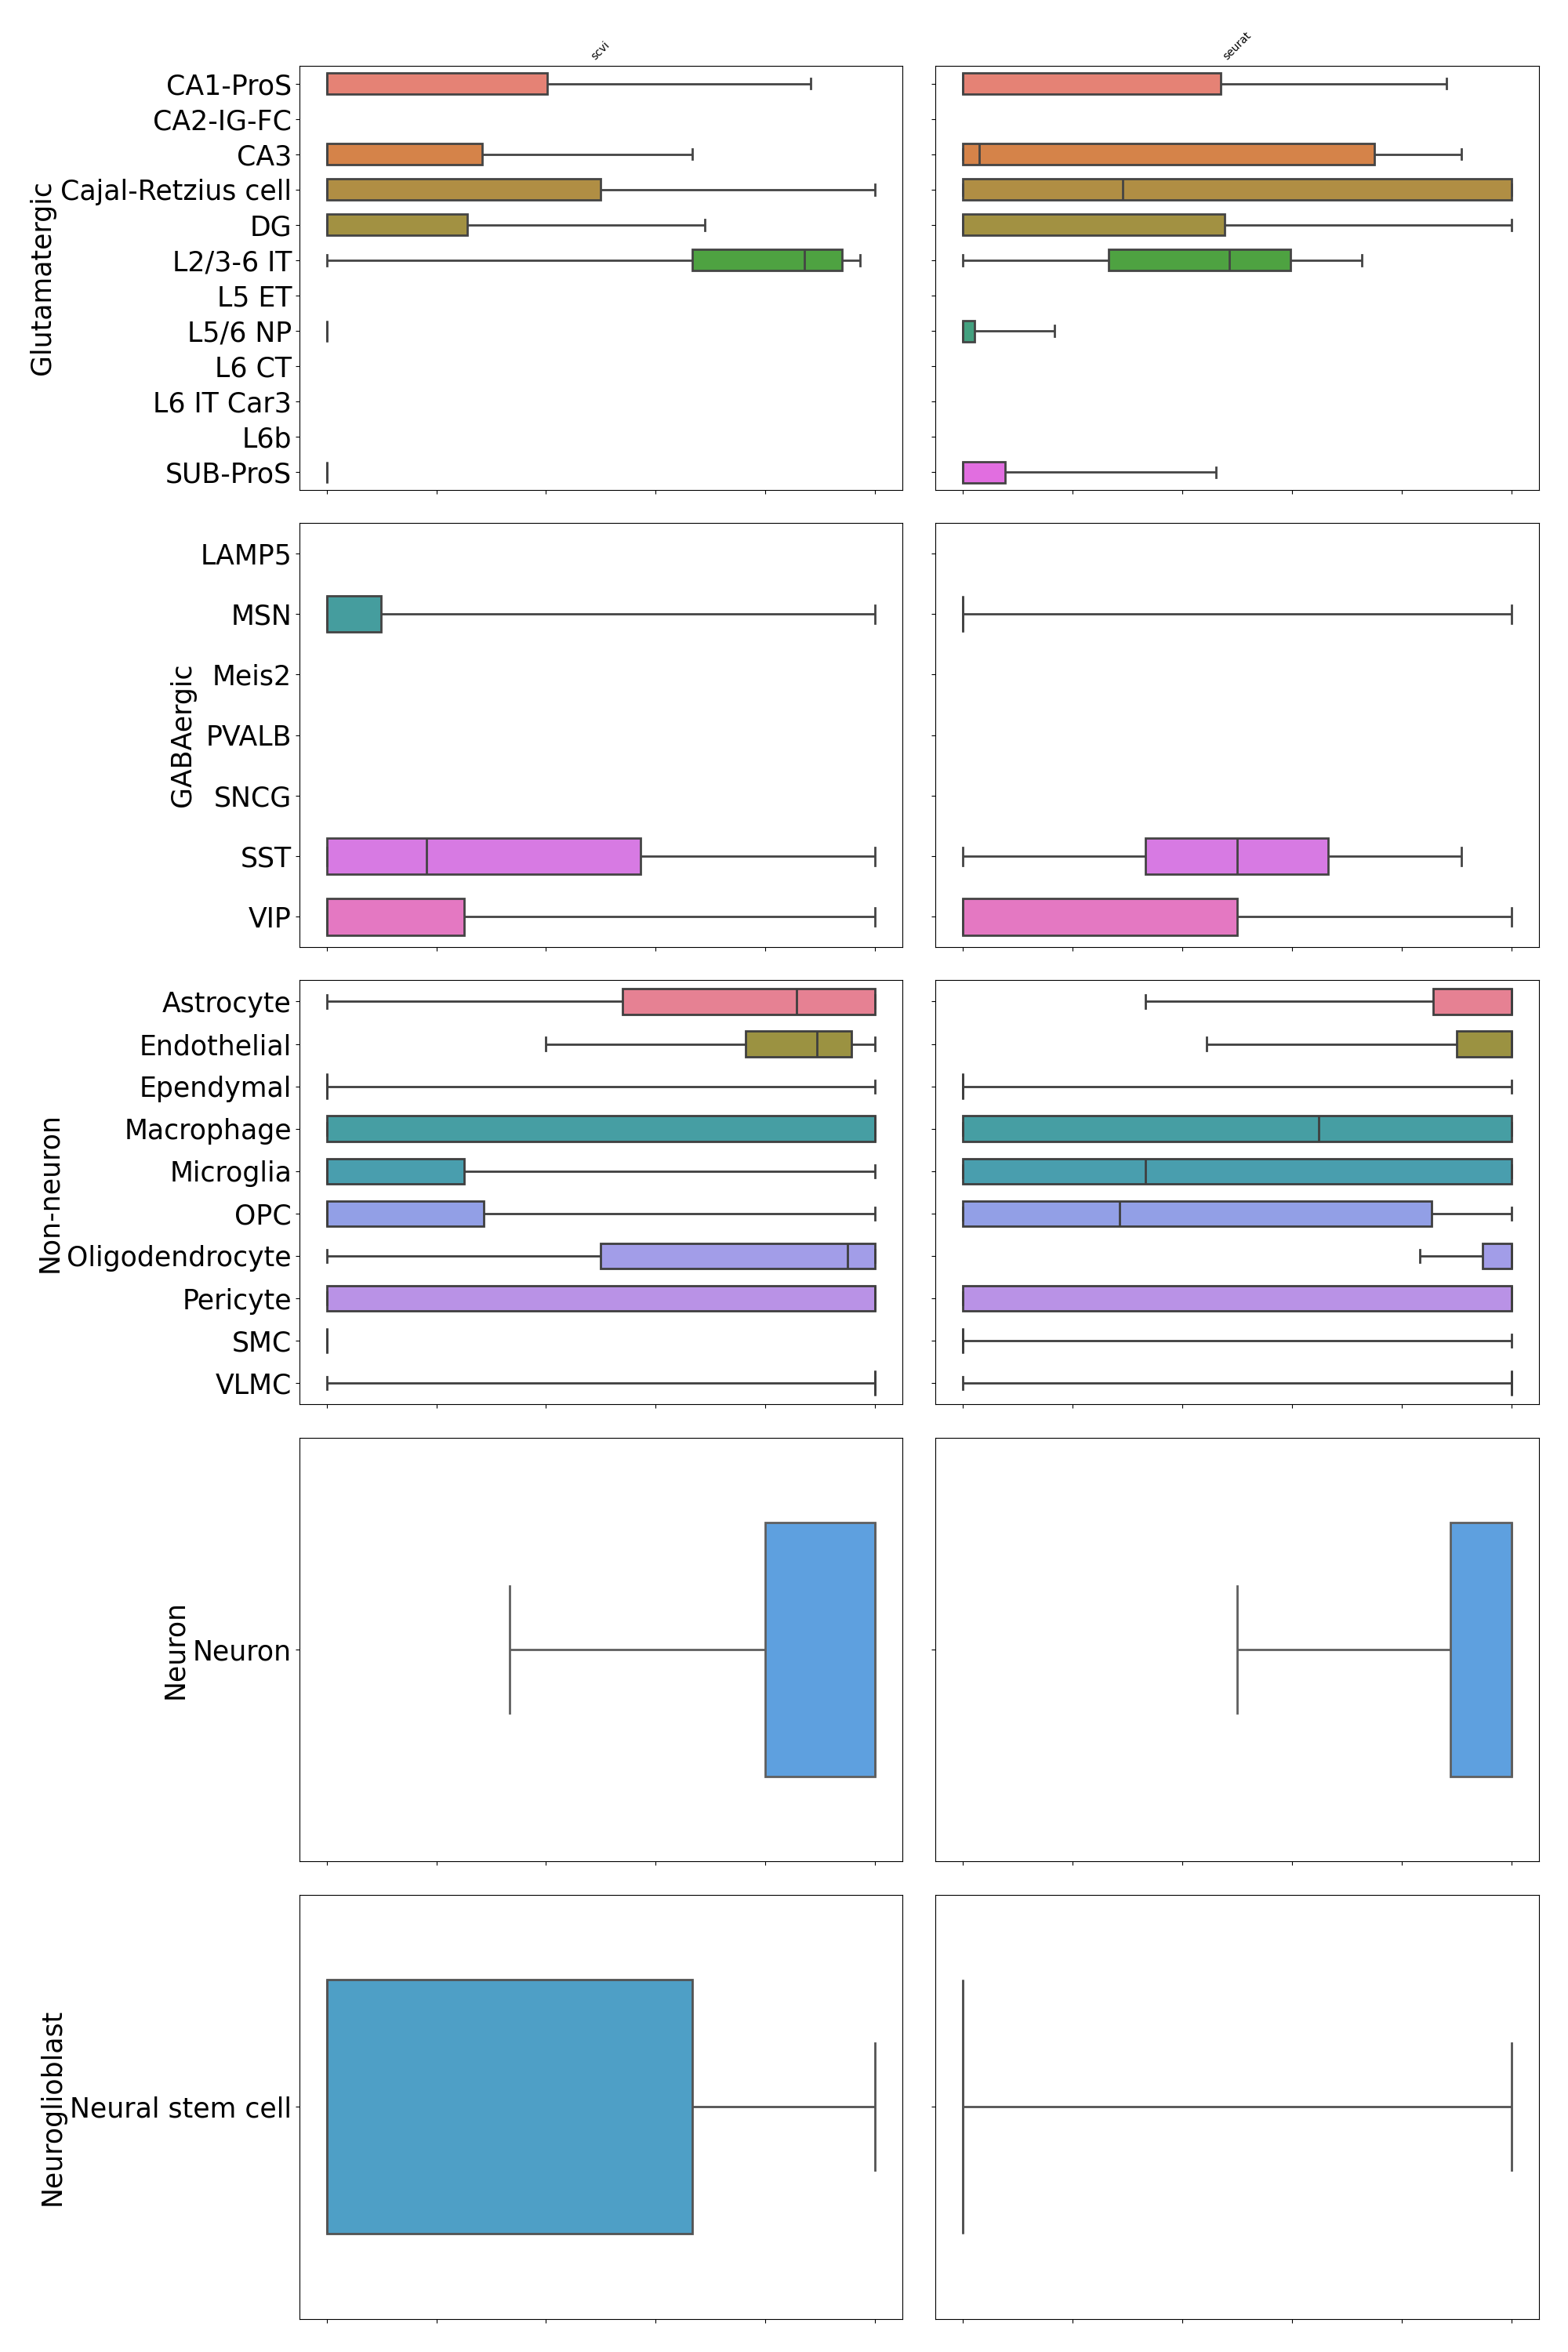 scvi
seurat
Glutamatergic
CA1-ProS
CA2-IG-FC
CA3
Cajal-Retzius cell
DG
L2/3-6 IT
L5 ET
L5/6 NP
L6 CT
L6 IT Car3
L6b
SUB-ProS
GABAergic
LAMP5
MSN
Meis2
PVALB
SNCG
SST
VIP
Non-neuron
Astrocyte
Endothelial
Ependymal
Macrophage
Microglia
OPC
Oligodendrocyte
Pericyte
SMC
VLMC
Neuron
Neuron
Neuroglioblast
Neural stem cell